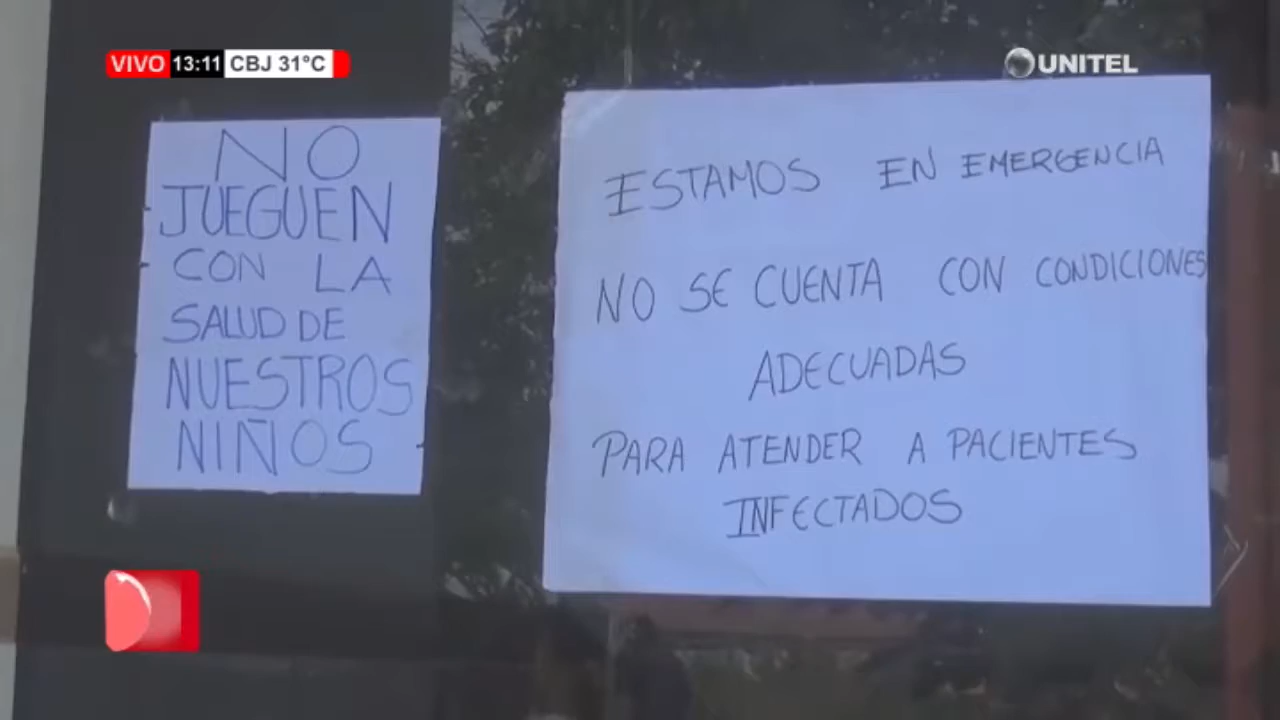 VIVO 13:11 CBJ 31°C
UNITEL
NO
JUEGUEN
CON LA
SALUD DE
NUESTROS
NIÑOS
ESTAMOS EN EMERGENCIA
NO SE CUENTA CON CONDICIONES
ADECUADAS
PARA ATENDER A PACIENTES
INFECTADOS